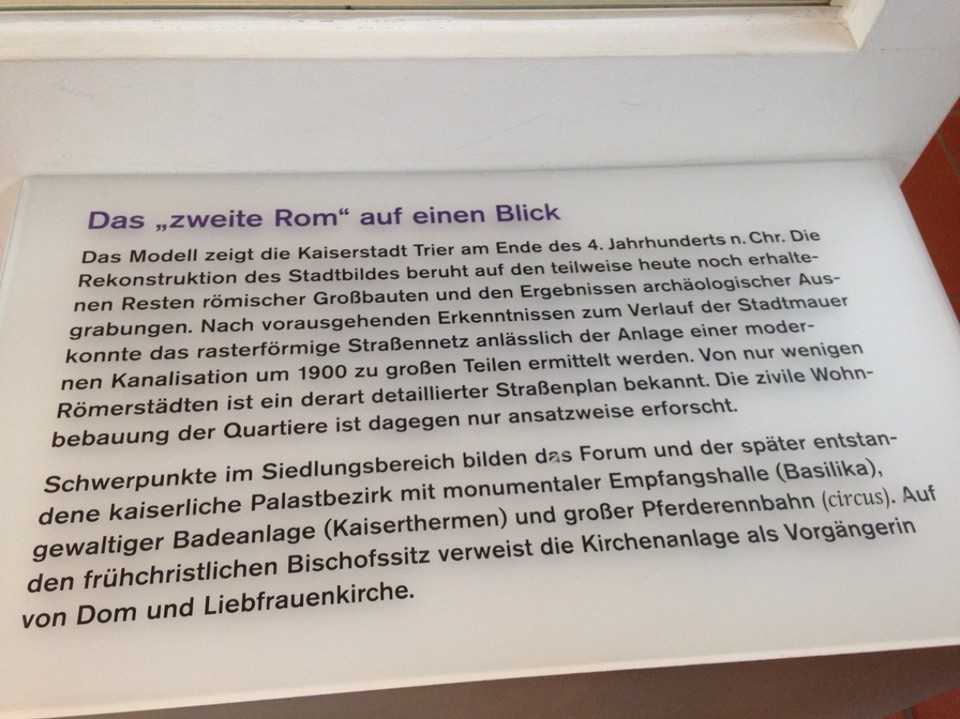 Das „zweite Rom“ auf einen Blick
Das Modell zeigt die Kaiserstadt Trier am Ende des 4. Jahrhunderts n. Chr. Die
Rekonstruktion des Stadtbildes beruht auf den teilweise heute noch erhalte-
nen Resten römischer Großbauten und den Ergebnissen archäologischer Aus-
grabungen. Nach vorausgehenden Erkenntnissen zum Verlauf der Stadtmauer
konnte das rasterförmige Straßennetz anlässlich der Anlage einer moder-
nen Kanalisation um 1900 zu großen Teilen ermittelt werden. Von nur wenigen
Römerstädten ist ein derart detaillierter Straßenplan bekannt. Die zivile Wohn-
bebauung der Quartiere ist dagegen nur ansatzweise erforscht.
Schwerpunkte im Siedlungsbereich bilden das Forum und der später entstan-
dene kaiserliche Palastbezirk mit monumentaler Empfangshalle (Basilika),
gewaltiger Badeanlage (Kaiserthermen) und großer Pferderennbahn (circus). Auf
den frühchristlichen Bischofssitz verweist die Kirchenanlage als Vorgängerin
von Dom und Liebfrauenkirche.